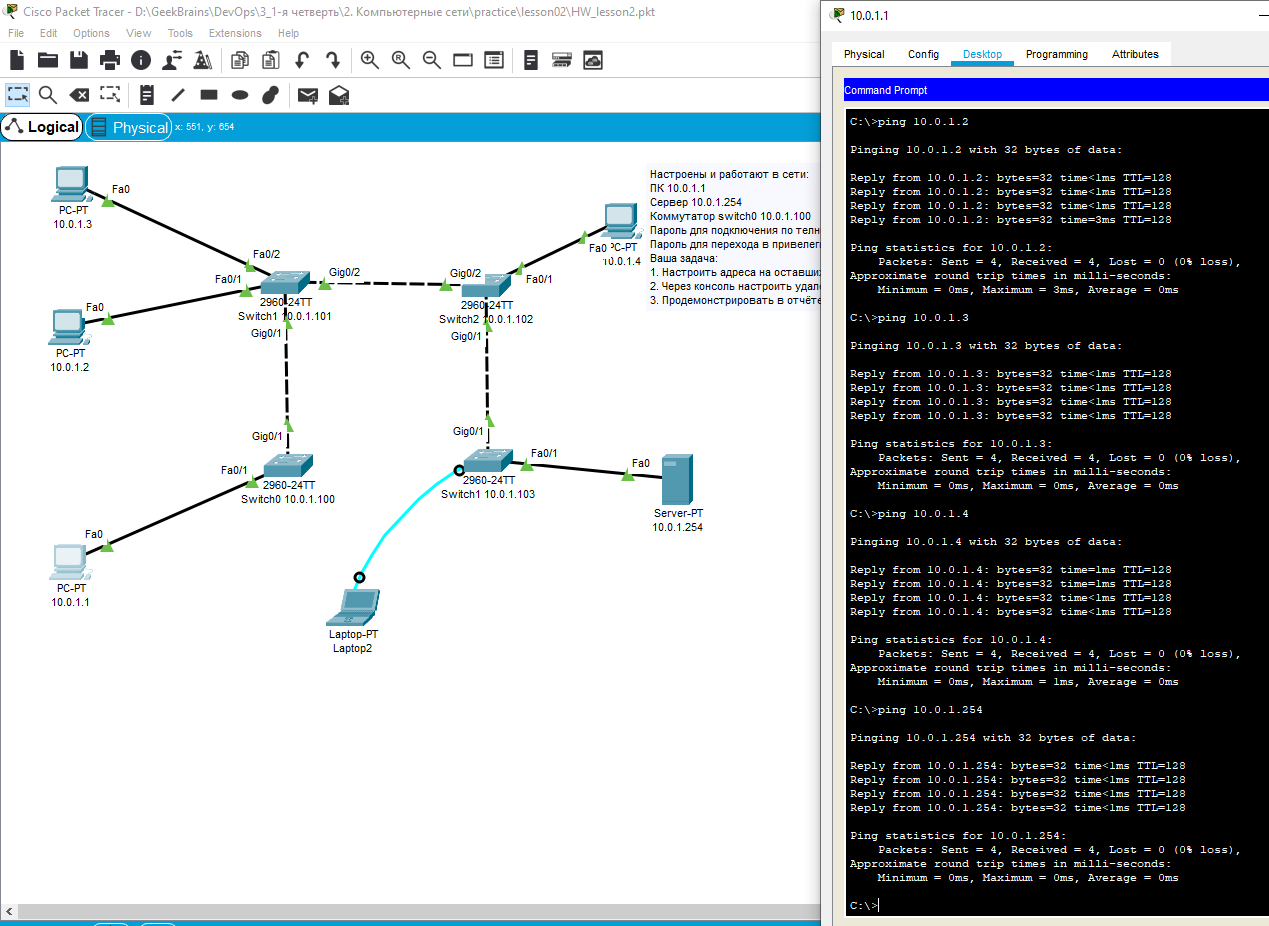 Cisco Packet Tracer - D:\GeekBrains\DevOps\3_1-я четверть\2. Компьютерные сети\practice\lesson02\HW_lesson2.pkt
File Edit Options View Tools Extensions Help
Logical Physical x: 551, y: 654
Fa0
PC-PT
10.0.1.3
Fa0/2
Fa0/1
Gig0/2
2960-24TT
Switch1 10.0.1.101
Gig0/1
Fa0
PC-PT
10.0.1.2
Gig0/2
Fa0/1
2960-24TT
Switch2 10.0.1.102
Gig0/1
Fa0
PC-PT
10.0.1.4
Настроены и работают в сети:
ПК 10.0.1.1
Сервер 10.0.1.254
Коммутатор switch0 10.0.1.100
Пароль для подключения по телн
Пароль для перехода в привелег
Ваша задача:
1. Настроить адреса на оставших
2. Через консоль настроить удал
3. Продемонстрировать в отчёте
Gig0/1
Fa0/1
2960-24TT
Switch0 10.0.1.100
Fa0
PC-PT
10.0.1.1
Gig0/1
Fa0/1
2960-24TT
Switch1 10.0.1.103
Fa0
Server-PT
10.0.1.254
Laptop-PT
Laptop2
10.0.1.1
Physical Config Desktop Programming Attributes
Command Prompt
C:\>ping 10.0.1.2
Pinging 10.0.1.2 with 32 bytes of data:
Reply from 10.0.1.2: bytes=32 time<1ms TTL=128
Reply from 10.0.1.2: bytes=32 time<1ms TTL=128
Reply from 10.0.1.2: bytes=32 time<1ms TTL=128
Reply from 10.0.1.2: bytes=32 time=3ms TTL=128
Ping statistics for 10.0.1.2:
Packets: Sent = 4, Received = 4, Lost = 0 (0% loss),
Approximate round trip times in milli-seconds:
Minimum = 0ms, Maximum = 3ms, Average = 0ms
C:\>ping 10.0.1.3
Pinging 10.0.1.3 with 32 bytes of data:
Reply from 10.0.1.3: bytes=32 time<1ms TTL=128
Reply from 10.0.1.3: bytes=32 time<1ms TTL=128
Reply from 10.0.1.3: bytes=32 time<1ms TTL=128
Reply from 10.0.1.3: bytes=32 time<1ms TTL=128
Ping statistics for 10.0.1.3:
Packets: Sent = 4, Received = 4, Lost = 0 (0% loss),
Approximate round trip times in milli-seconds:
Minimum = 0ms, Maximum = 0ms, Average = 0ms
C:\>ping 10.0.1.4
Pinging 10.0.1.4 with 32 bytes of data:
Reply from 10.0.1.4: bytes=32 time=1ms TTL=128
Reply from 10.0.1.4: bytes=32 time<1ms TTL=128
Reply from 10.0.1.4: bytes=32 time<1ms TTL=128
Reply from 10.0.1.4: bytes=32 time<1ms TTL=128
Ping statistics for 10.0.1.4:
Packets: Sent = 4, Received = 4, Lost = 0 (0% loss),
Approximate round trip times in milli-seconds:
Minimum = 0ms, Maximum = 1ms, Average = 0ms
C:\>ping 10.0.1.254
Pinging 10.0.1.254 with 32 bytes of data:
Reply from 10.0.1.254: bytes=32 time<1ms TTL=128
Reply from 10.0.1.254: bytes=32 time<1ms TTL=128
Reply from 10.0.1.254: bytes=32 time<1ms TTL=128
Reply from 10.0.1.254: bytes=32 time<1ms TTL=128
Ping statistics for 10.0.1.254:
Packets: Sent = 4, Received = 4, Lost = 0 (0% loss),
Approximate round trip times in milli-seconds:
Minimum = 0ms, Maximum = 0ms, Average = 0ms
C:\>